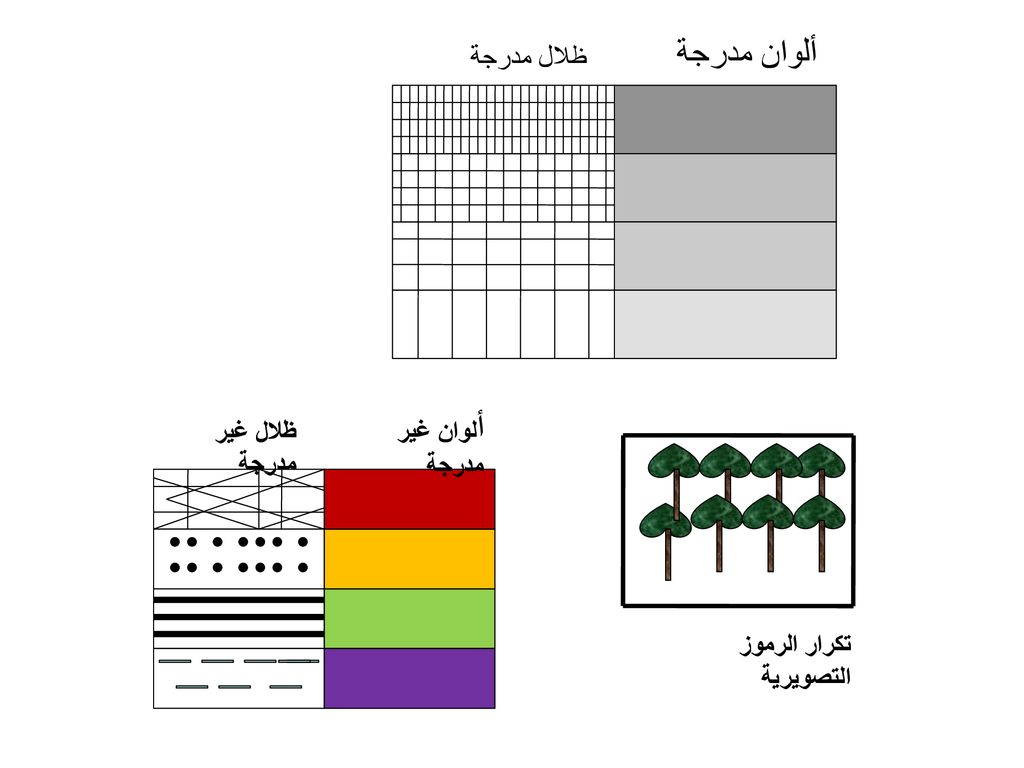 ألوان مدرجة
ظلال مدرجة
ألوان غير
مدرجة
ظلال غير
مدرجة
تكرار الرموز
التصويرية